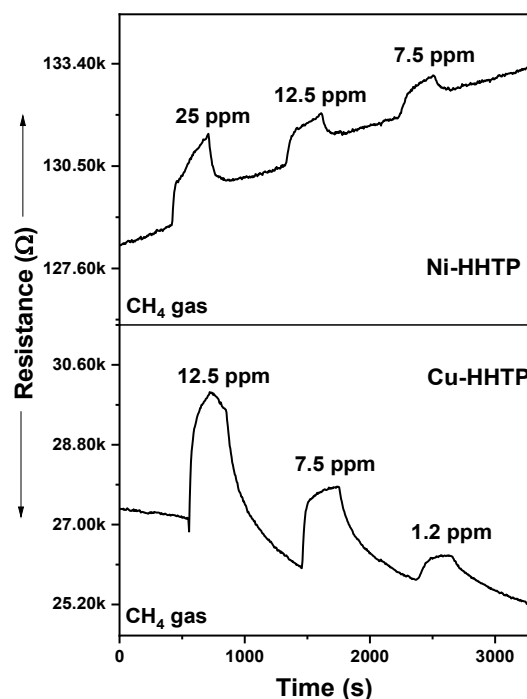 Resistance (Ω)
133.40k
130.50k
127.60k
25 ppm
12.5 ppm
7.5 ppm
Ni-HHTP
CH₄ gas
30.60k
28.80k
27.00k
25.20k
12.5 ppm
7.5 ppm
1.2 ppm
Cu-HHTP
CH₄ gas
0 1000 2000 3000
Time (s)